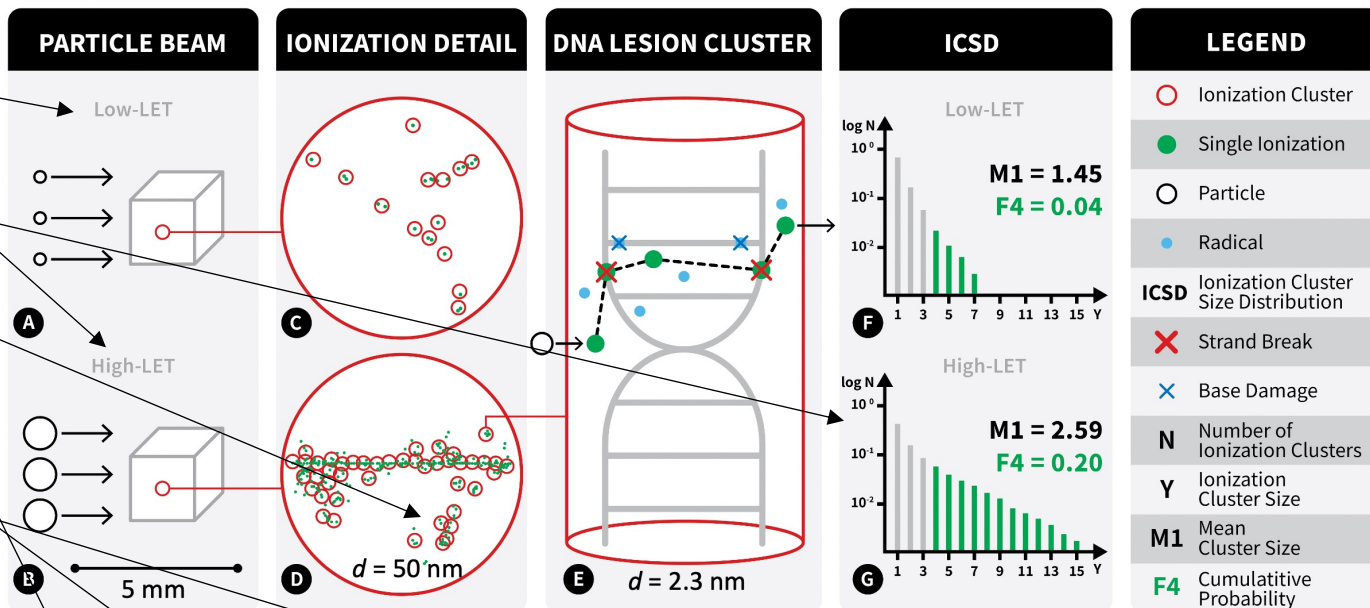 PARTICLE BEAM
Low-LET
A
High-LET
B
5 mm
IONIZATION DETAIL
C
D
d = 50 nm
DNA LESION CLUSTER
E
d = 2.3 nm
ICSD
Low-LET
log N
10⁰
10⁻¹
10⁻²
M1 = 1.45
F4 = 0.04
1 3 5 7 9 11 13 15 Y
F
High-LET
log N
10⁰
10⁻¹
10⁻²
M1 = 2.59
F4 = 0.20
1 3 5 7 9 11 13 15 Y
G
LEGEND
Ionization Cluster
Single Ionization
Particle
Radical
ICSD Ionization Cluster
Size Distribution
Strand Break
Base Damage
N Number of
Ionization Clusters
Y Ionization
Cluster Size
M1 Mean
Cluster Size
F4 Cumulatitive
Probability